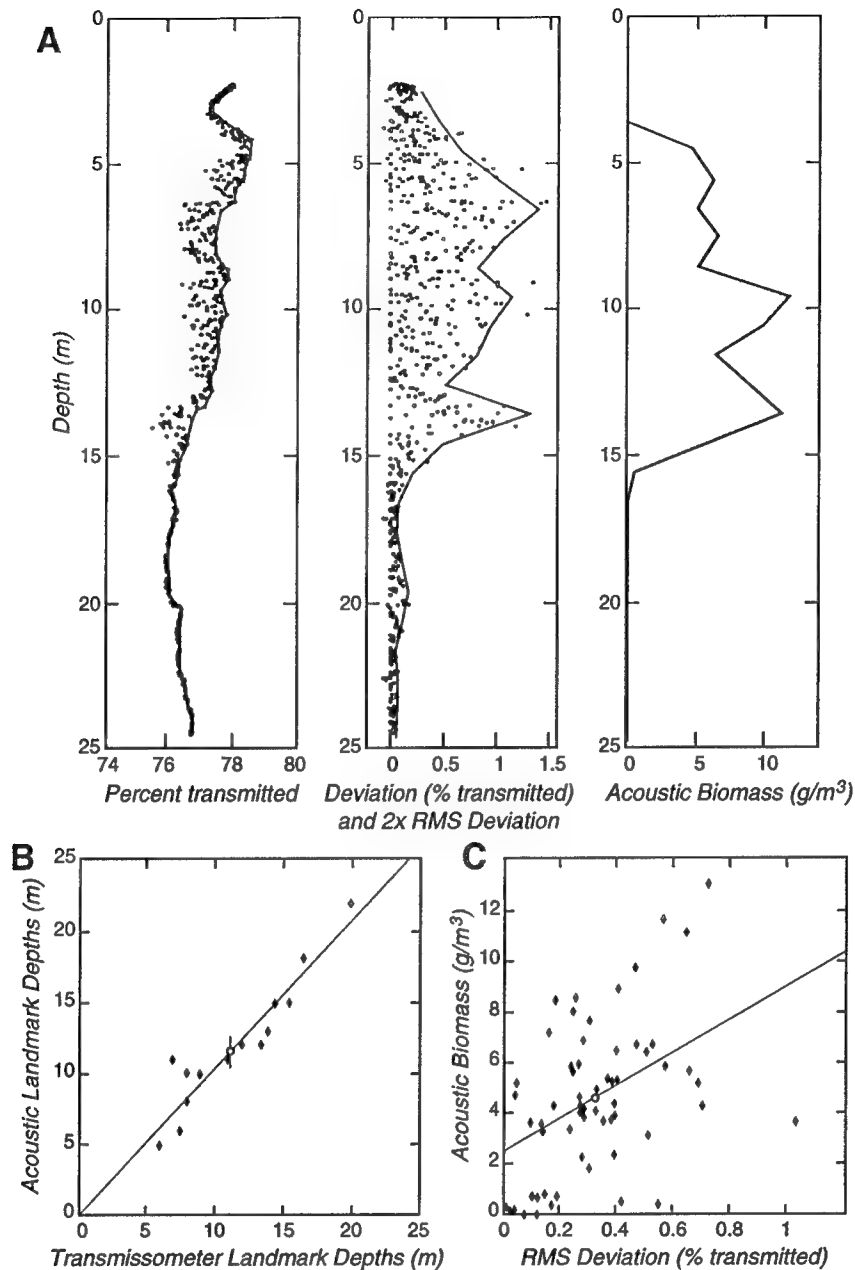 A
0
5
10
15
20
25
Depth (m)
74 76 78 80
Percent transmitted
0
5
10
15
20
25
0 0.5 1 1.5
Deviation (% transmitted)
and 2x RMS Deviation
0
5
10
15
20
25
0 5 10
Acoustic Biomass (g/m³)
B
25
20
15
10
5
0
Acoustic Landmark Depths (m)
0 5 10 15 20 25
Transmissometer Landmark Depths (m)
C
12
10
8
6
4
2
0
Acoustic Biomass (g/m³)
0 0.2 0.4 0.6 0.8 1
RMS Deviation (% transmitted)